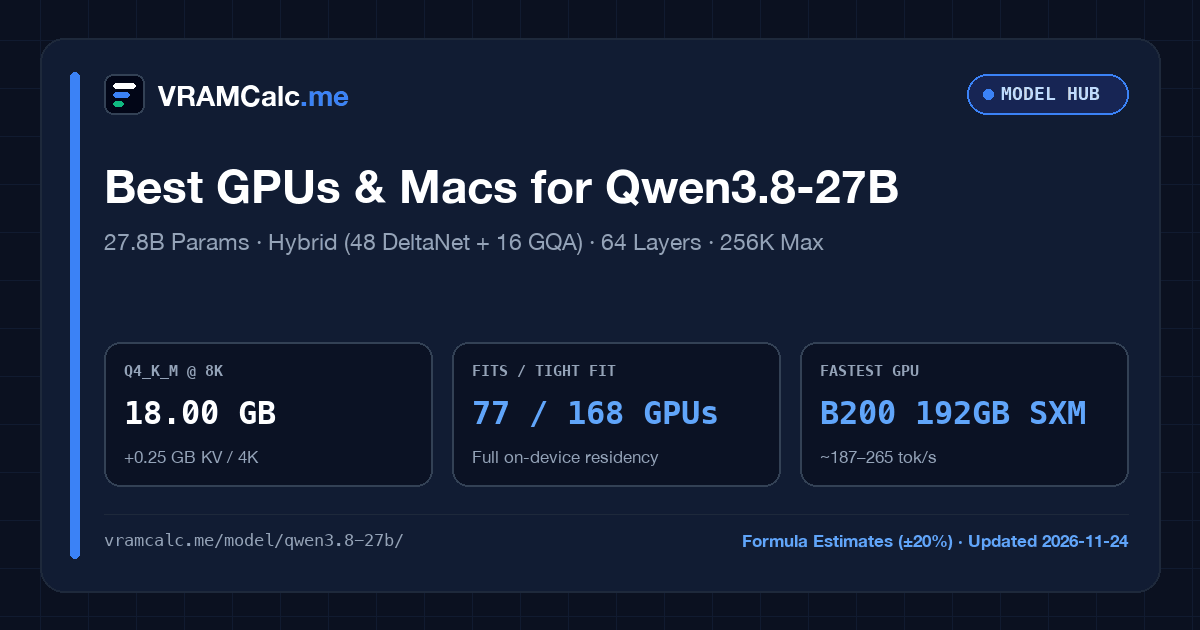 VRAMCalc.me
MODEL HUB
Best GPUs & Macs for Qwen3.8-27B
27.8B Params · Hybrid (48 DeltaNet + 16 GQA) · 64 Layers · 256K Max
Q4_K_M @ 8K
18.00 GB
+0.25 GB KV / 4K
FITS / TIGHT FIT
77 / 168 GPUs
Full on-device residency
FASTEST GPU
B200 192GB SXM
~187–265 tok/s
vramcalc.me/model/qwen3.8-27b/
Formula Estimates (±20%) · Updated 2026-11-24